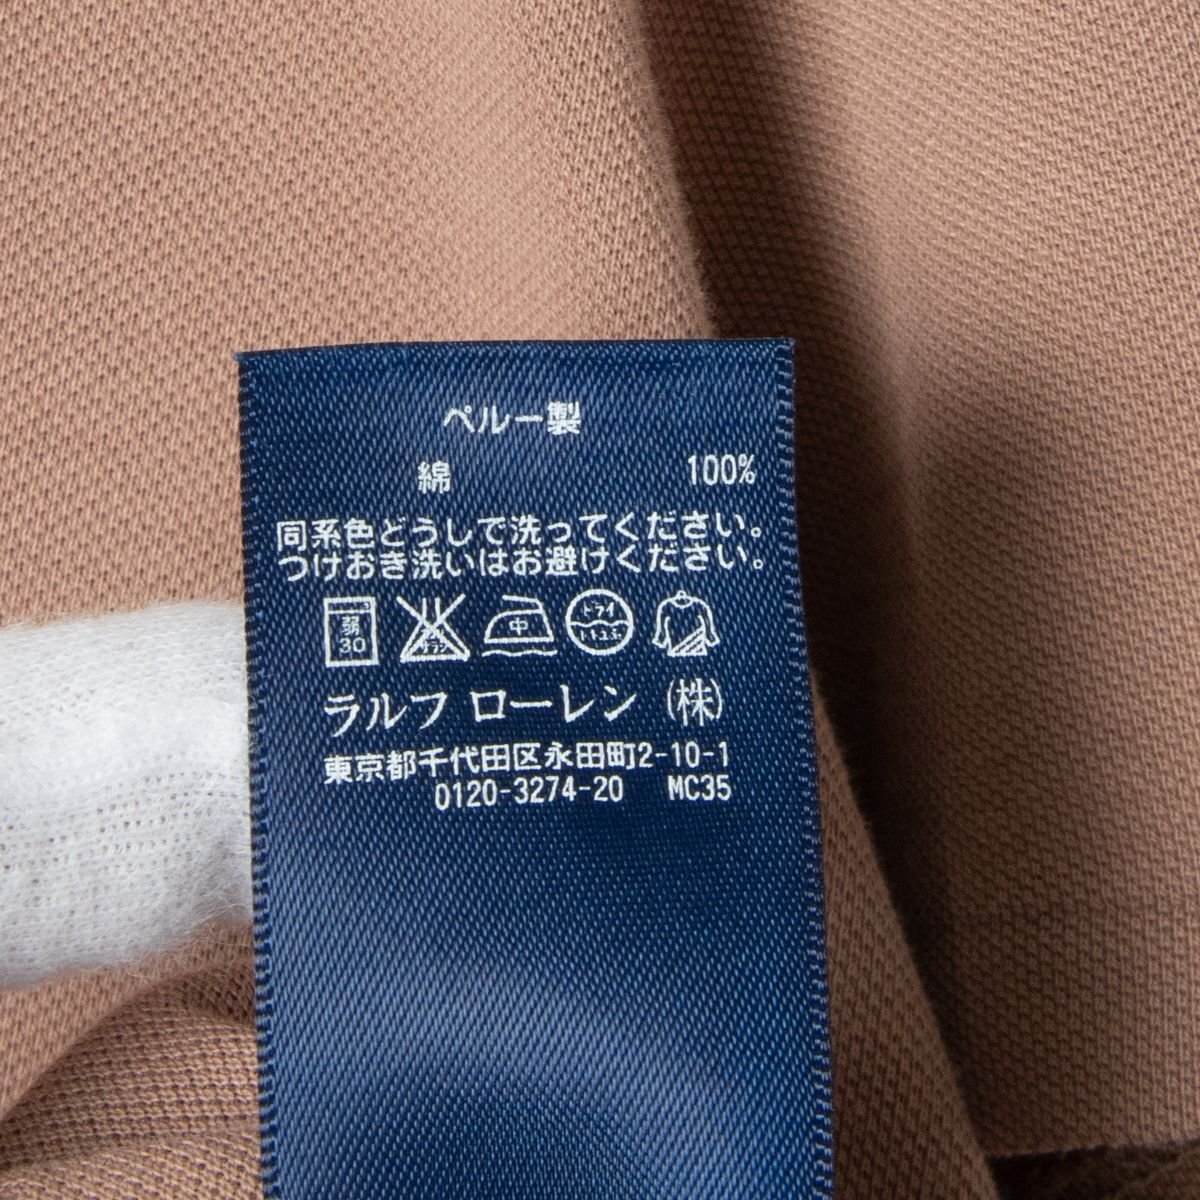 ペルー製
綿 100%
同系色どうしで洗ってください。
つけおき洗いはお避けください。
弱 30 中 ドライ
ラルフ ローレン (株)
東京都千代田区永田町2-10-1
0120-3274-20 MC35